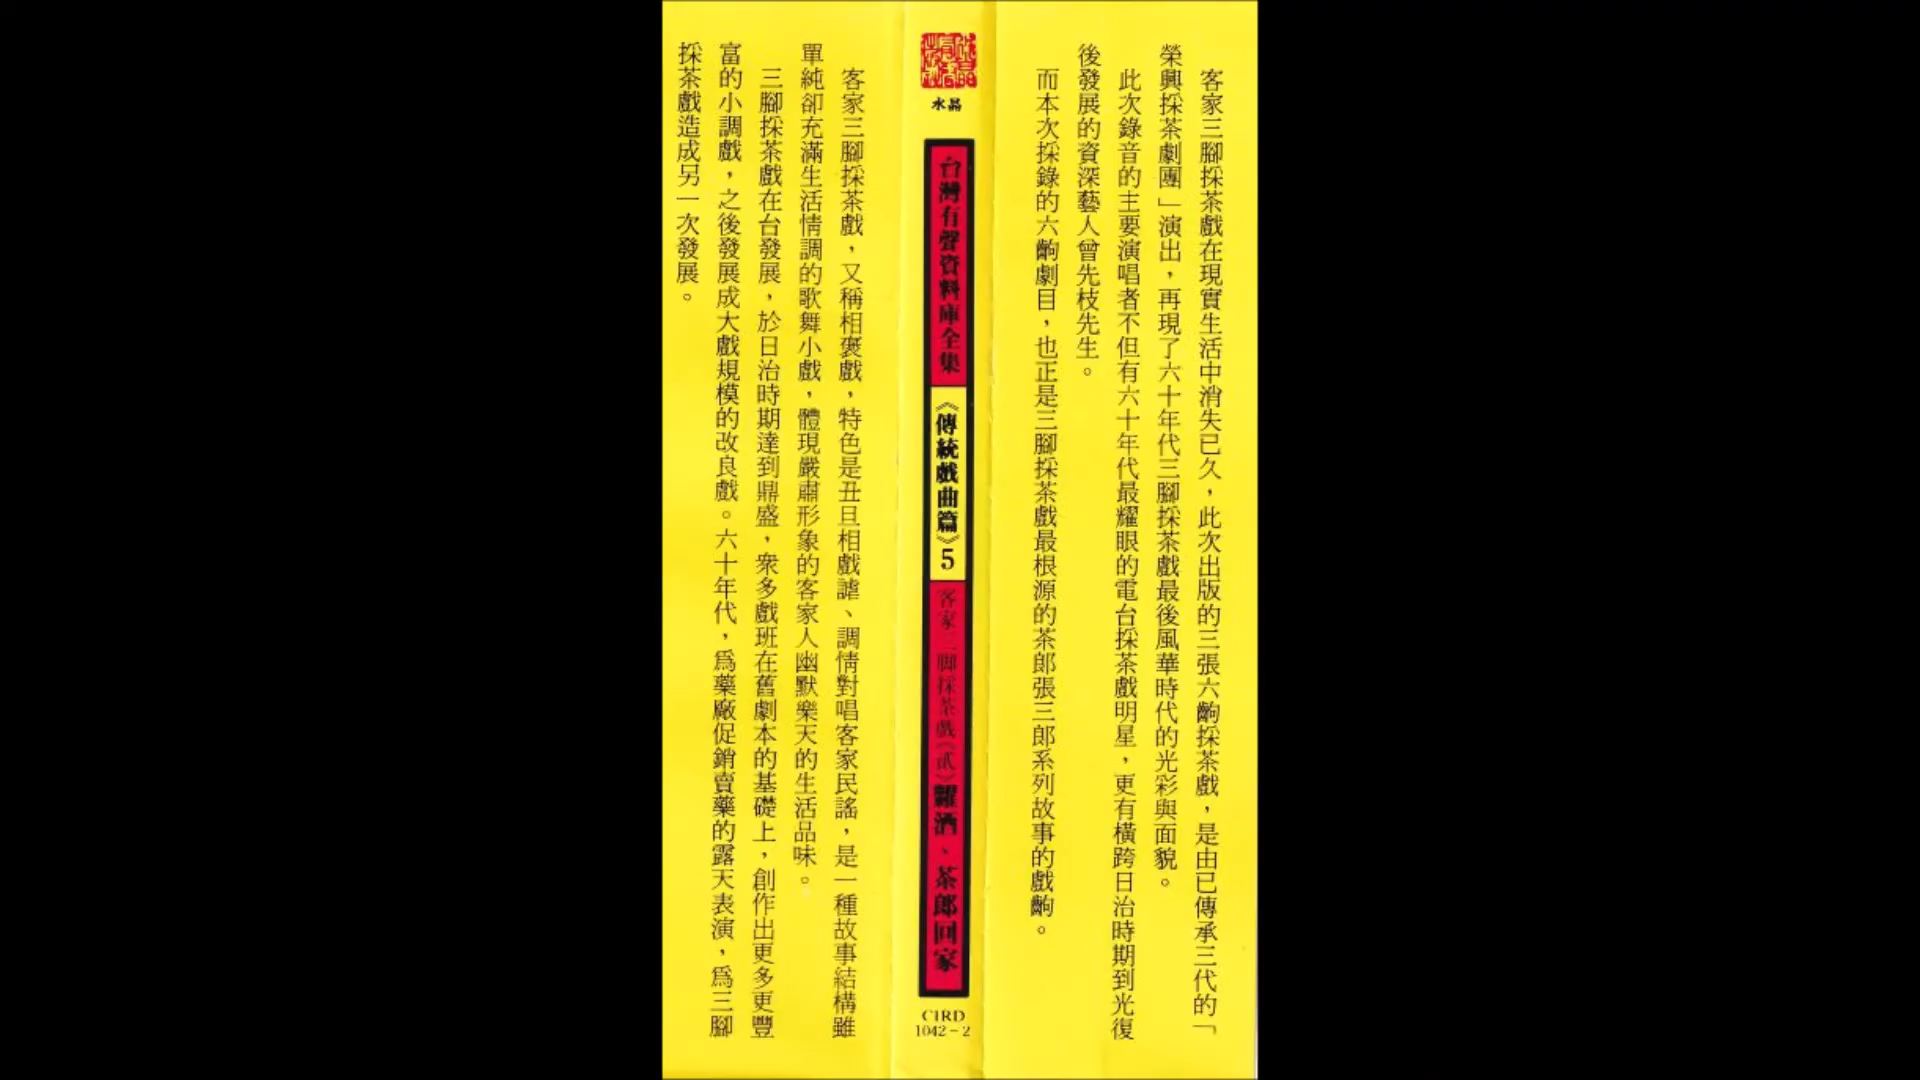 客家三腳採茶戲在現實生活中消失已久，此次出版的三張六齣採茶戲，是由已傳承三代的「
榮興採茶劇團」演出，再現了六十年代三腳採茶戲最後風華時代的光彩與面貌。
此次錄音的主要演唱者不但有六十年代最耀眼的電台採茶戲明星，更有橫跨日治時期到光復
後發展的資深藝人曾先枝先生。
而本次採錄的六齣劇目，也正是三腳採茶戲最根源的茶郎張三郎系列故事的戲齣。
水晶
台灣有聲資料庫全集
《傳統戲曲篇》5
客家三腳採茶戲《貳》糶酒、茶郎回家
CIRD
1042-2
客家三腳採茶戲，又稱相褒戲，特色是丑旦相戲謔、調情對唱客家民謠，是一種故事結構雖
單純卻充滿生活情調的歌舞小戲，體現嚴肅形象的客家人幽默樂天的生活品味。
三腳採茶戲在台發展，於日治時期達到鼎盛，衆多戲班在舊劇本的基礎上，創作出更多更豐
富的小調戲，之後發展成大戲規模的改良戲。六十年代，爲藥廠促銷賣藥的露天表演，爲三腳
採茶戲造成另一次發展。